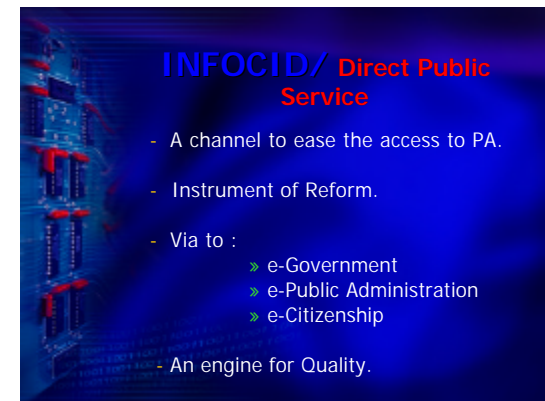 INFOCID/ Direct Public
Service
- A channel to ease the access to PA.
- Instrument of Reform.
- Via to :
» e-Government
» e-Public Administration
» e-Citizenship
- An engine for Quality.